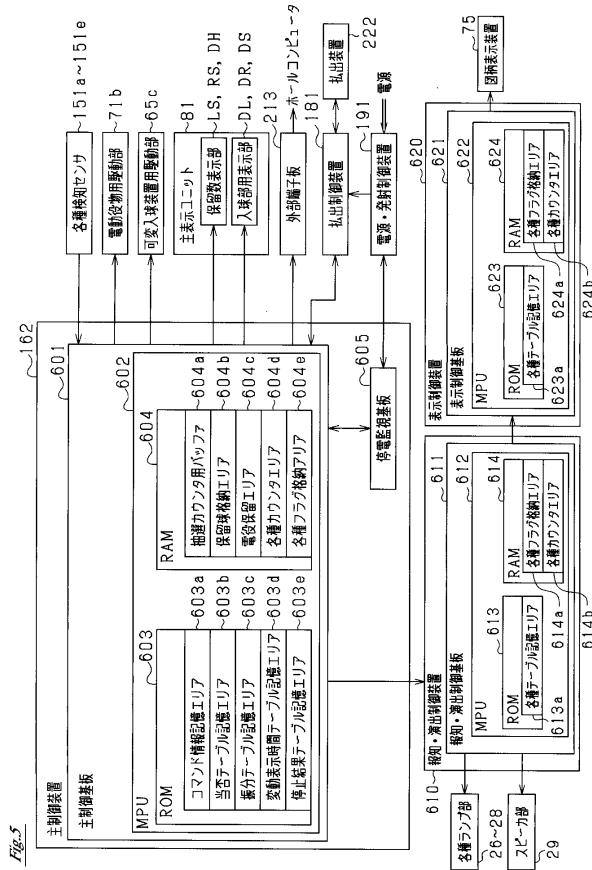 Fig.5
主制御装置
162
主制御基板
601
MPU
602
ROM
603
コマンド情報記憶エリア
603a
当否テーブル記憶エリア
603b
振分テーブル記憶エリア
603c
変動表示時間テーブル記憶エリア
603d
停止結果テーブル記憶エリア
603e
RAM
604
抽選カウンタ用バッファ
604a
保留球格納エリア
604b
電役保留エリア
604c
各種カウンタエリア
604d
各種フラグ格納アリア
604e
停電監視基板
605
各種検知センサ
151a~151e
電動役物用駆動部
71b
可変入球装置用駆動部
65c
主表示ユニット
81
保留数表示部
LS, RS, DH
入球部用表示部
DL, DR, DS
外部端子板
213
ホールコンピュータ
払出制御装置
181
払出装置
222
電源・発射制御装置
191
電源
610
報知・演出制御装置
611
報知・演出制御基板
612
MPU
ROM
613
各種テーブル記憶エリア
613a
RAM
614
各種フラグ格納エリア
各種カウンタエリア
614a
614b
各種ランプ部
26~28
スピーカ部
29
表示制御装置
620
表示制御基板
621
MPU
622
ROM
623
各種テーブル記憶エリア
623a
RAM
624
各種フラグ格納エリア
各種カウンタエリア
624a
624b
図柄表示装置
75